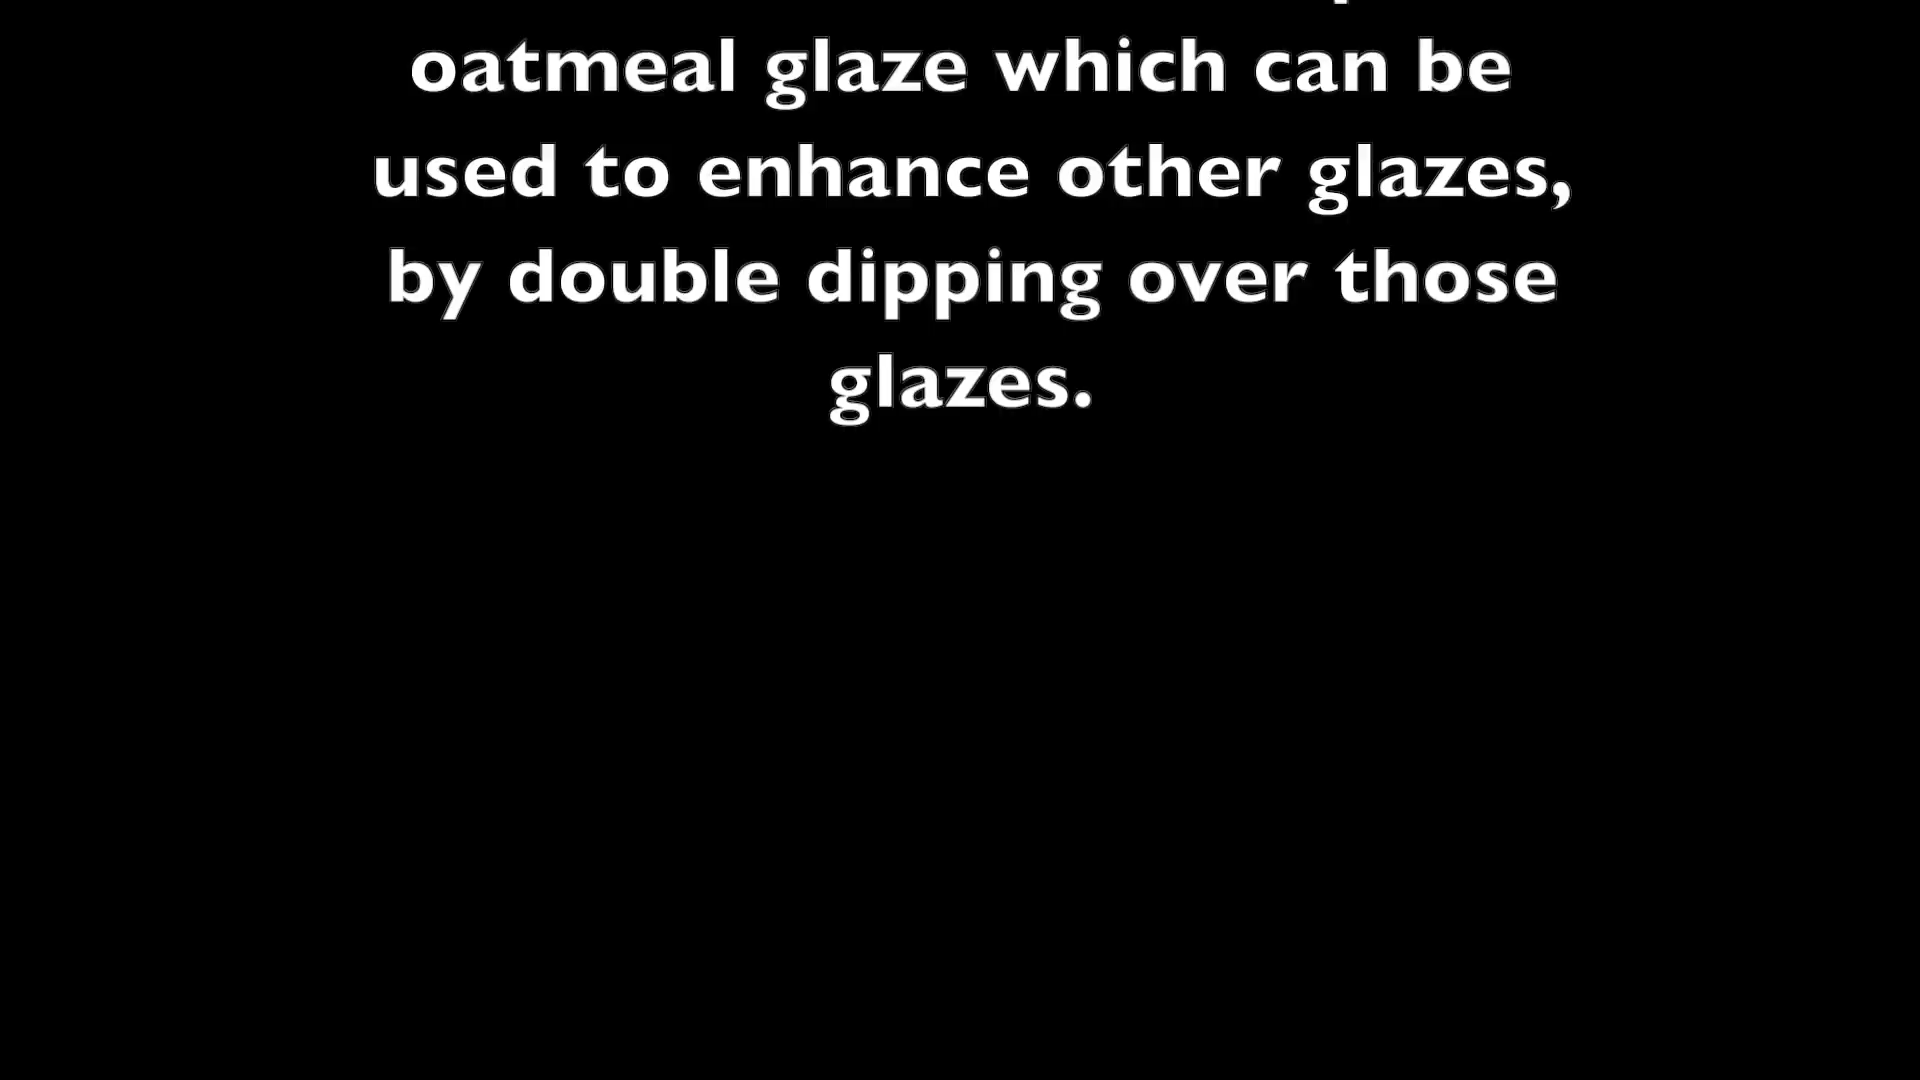 oatmeal glaze which can be
used to enhance other glazes,
by double dipping over those
glazes.